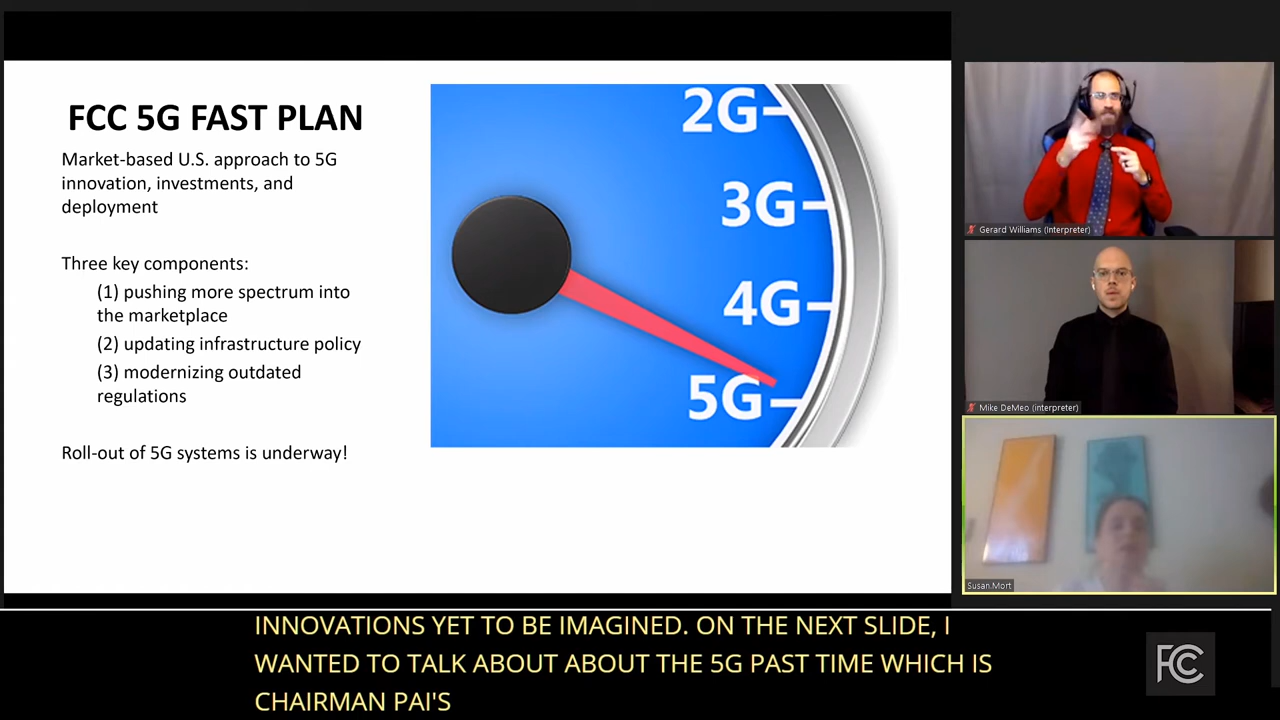 FCC 5G FAST PLAN
Market-based U.S. approach to 5G
innovation, investments, and
deployment
Three key components:
(1) pushing more spectrum into
the marketplace
(2) updating infrastructure policy
(3) modernizing outdated
regulations
Roll-out of 5G systems is underway!
2G
3G
4G
5G
Gerard Williams (Interpreter)
Mike DeMeo (interpreter)
Susan.Mort
INNOVATIONS YET TO BE IMAGINED. ON THE NEXT SLIDE, I
WANTED TO TALK ABOUT ABOUT THE 5G PAST TIME WHICH IS
CHAIRMAN PAI'S
FCC